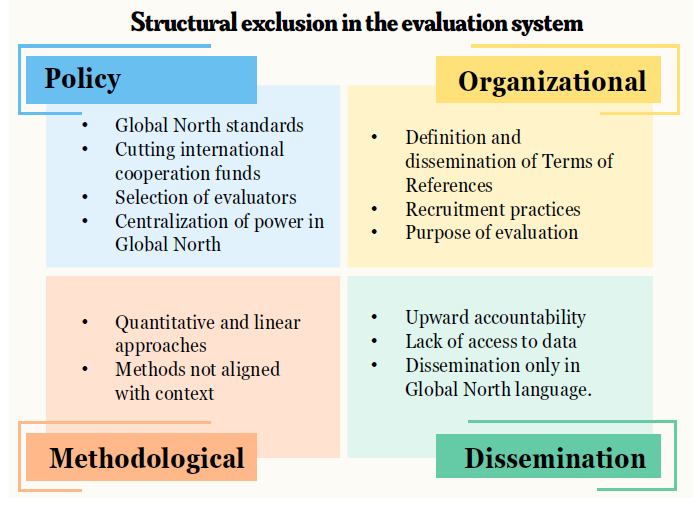 Structural exclusion in the evaluation system
Policy
• Global North standards
• Cutting international
cooperation funds
• Selection of evaluators
• Centralization of power in
Global North
Organizational
• Definition and
dissemination of Terms of
References
• Recruitment practices
• Purpose of evaluation
• Quantitative and linear
approaches
• Methods not aligned
with context
Methodological
• Upward accountability
• Lack of access to data
• Dissemination only in
Global North language.
Dissemination